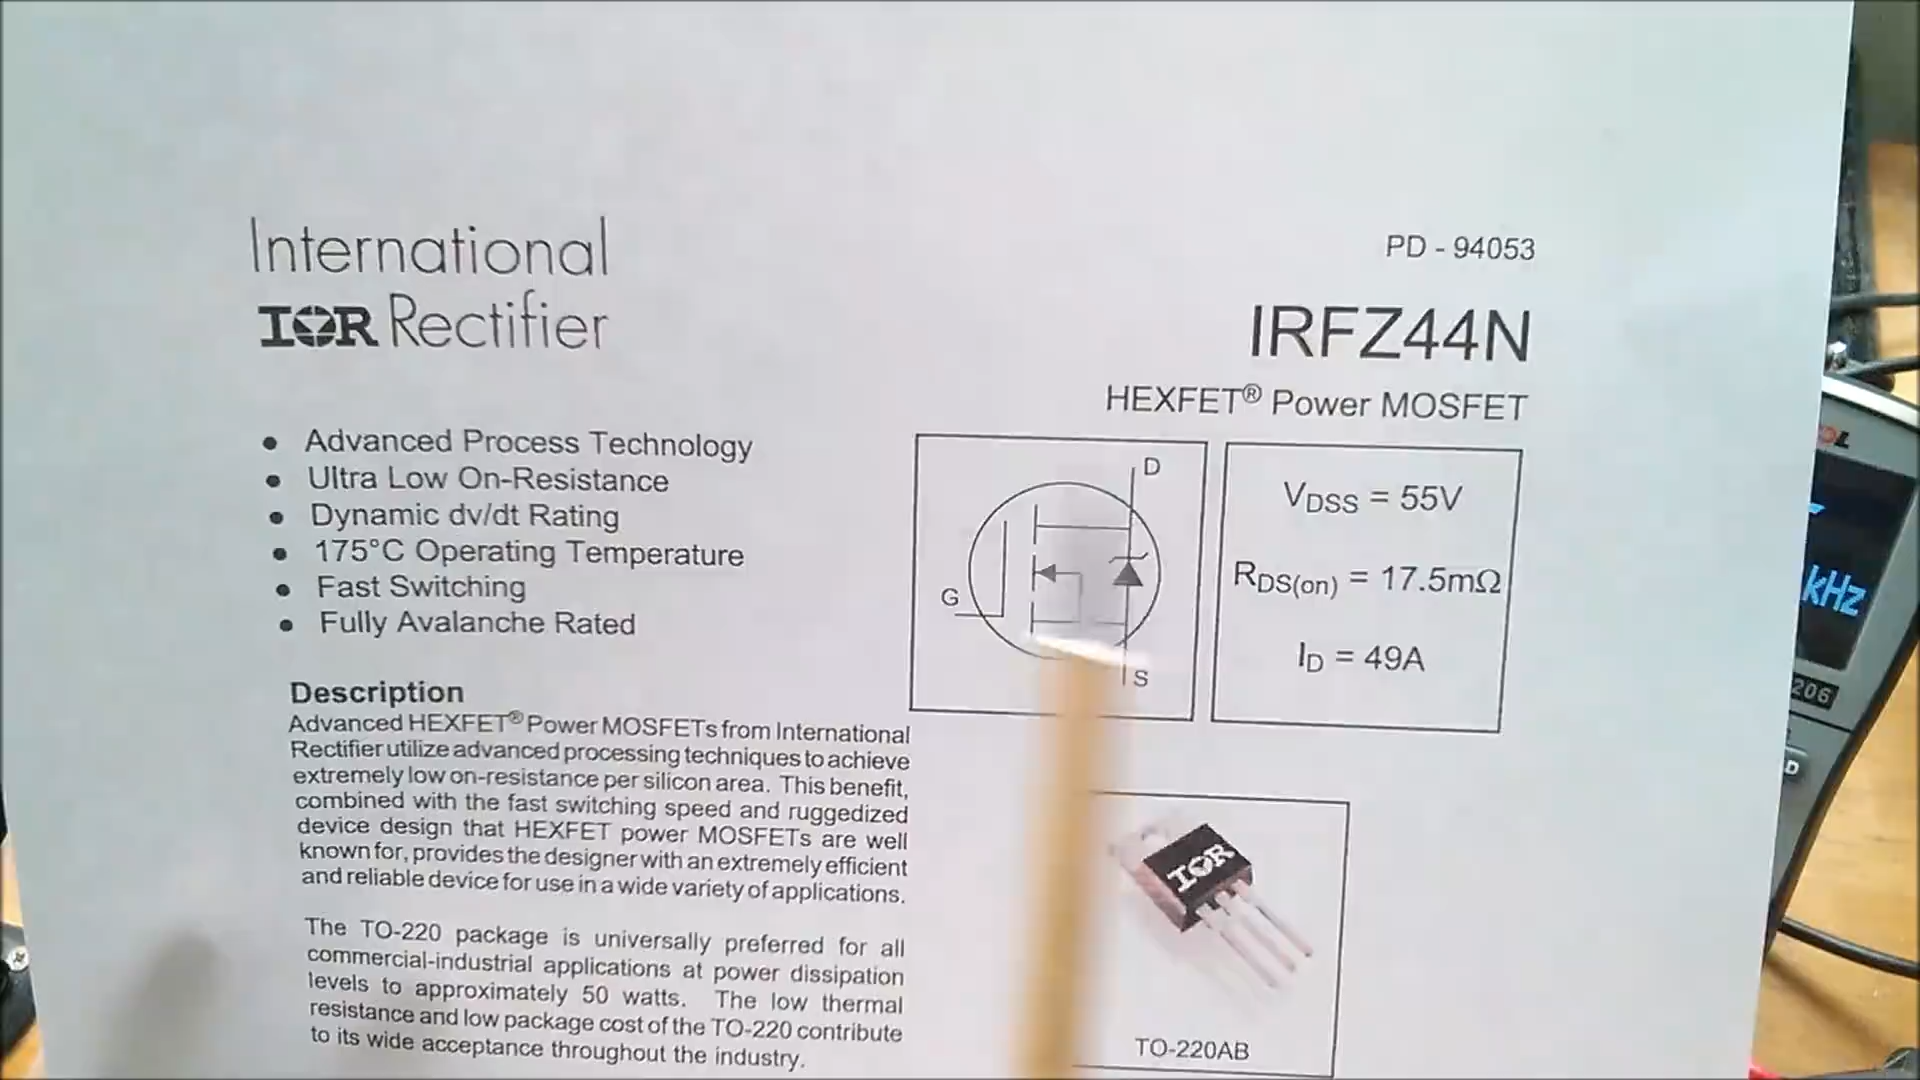 International
IOR Rectifier
PD - 94053
IRFZ44N
HEXFET® Power MOSFET
● Advanced Process Technology
● Ultra Low On-Resistance
● Dynamic dv/dt Rating
● 175°C Operating Temperature
● Fast Switching
● Fully Avalanche Rated
D
G
S
VDSS = 55V
RDS(on) = 17.5mΩ
ID = 49A
Description
Advanced HEXFET® Power MOSFETs from International
Rectifier utilize advanced processing techniques to achieve
extremely low on-resistance per silicon area. This benefit,
combined with the fast switching speed and ruggedized
device design that HEXFET power MOSFETs are well
known for, provides the designer with an extremely efficient
and reliable device for use in a wide variety of applications.
The TO-220 package is universally preferred for all
commercial-industrial applications at power dissipation
levels to approximately 50 watts. The low thermal
resistance and low package cost of the TO-220 contribute
to its wide acceptance throughout the industry.
IOR
TO-220AB
kHz
206